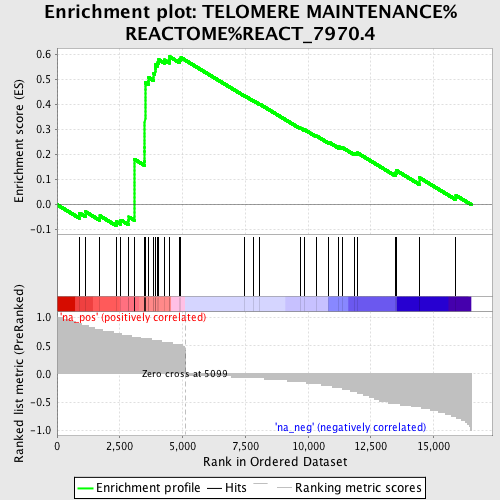 Enrichment plot: TELOMERE MAINTENANCE%
REACTOME%REACT_7970.4
Enrichment score (ES)
0.6
0.5
0.4
0.3
0.2
0.1
0.0
-0.1
Ranked list metric (PreRanked)
1.0
0.5
0.0
-0.5
-1.0
'na_pos' (positively correlated)
Zero cross at 5099
'na_neg' (negatively correlated)
0 2,500 5,000 7,500 10,000 12,500 15,000
Rank in Ordered Dataset
Enrichment profile Hits Ranking metric scores